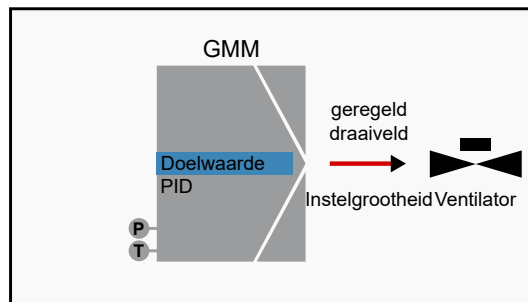 GMM
geregeld
draaiveld
Doelwaarde
PID
Instelgrootheid Ventilator
P
T